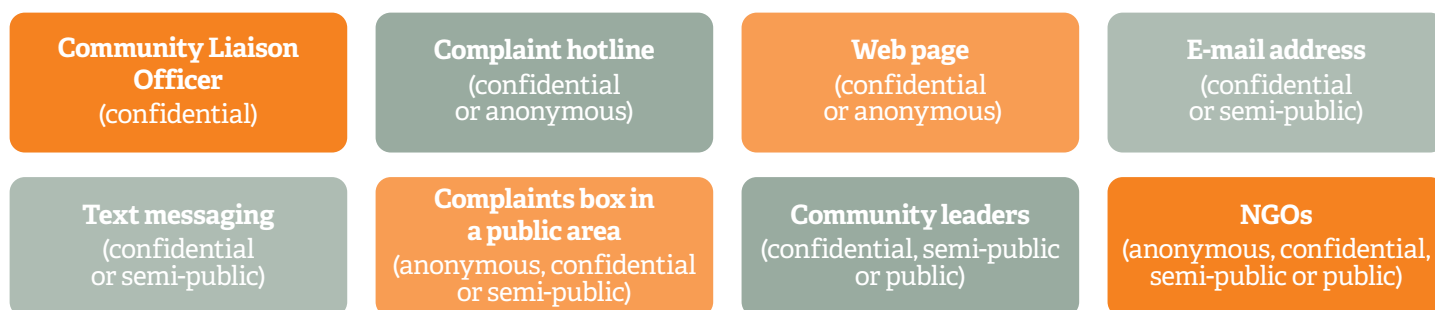 Community Liaison
Officer
(confidential)
Complaint hotline
(confidential
or anonymous)
Web page
(confidential
or anonymous)
E-mail address
(confidential
or semi-public)
Text messaging
(confidential
or semi-public)
Complaints box in
a public area
(anonymous, confidential
or semi-public)
Community leaders
(confidential, semi-public
or public)
NGOs
(anonymous, confidential,
semi-public or public)